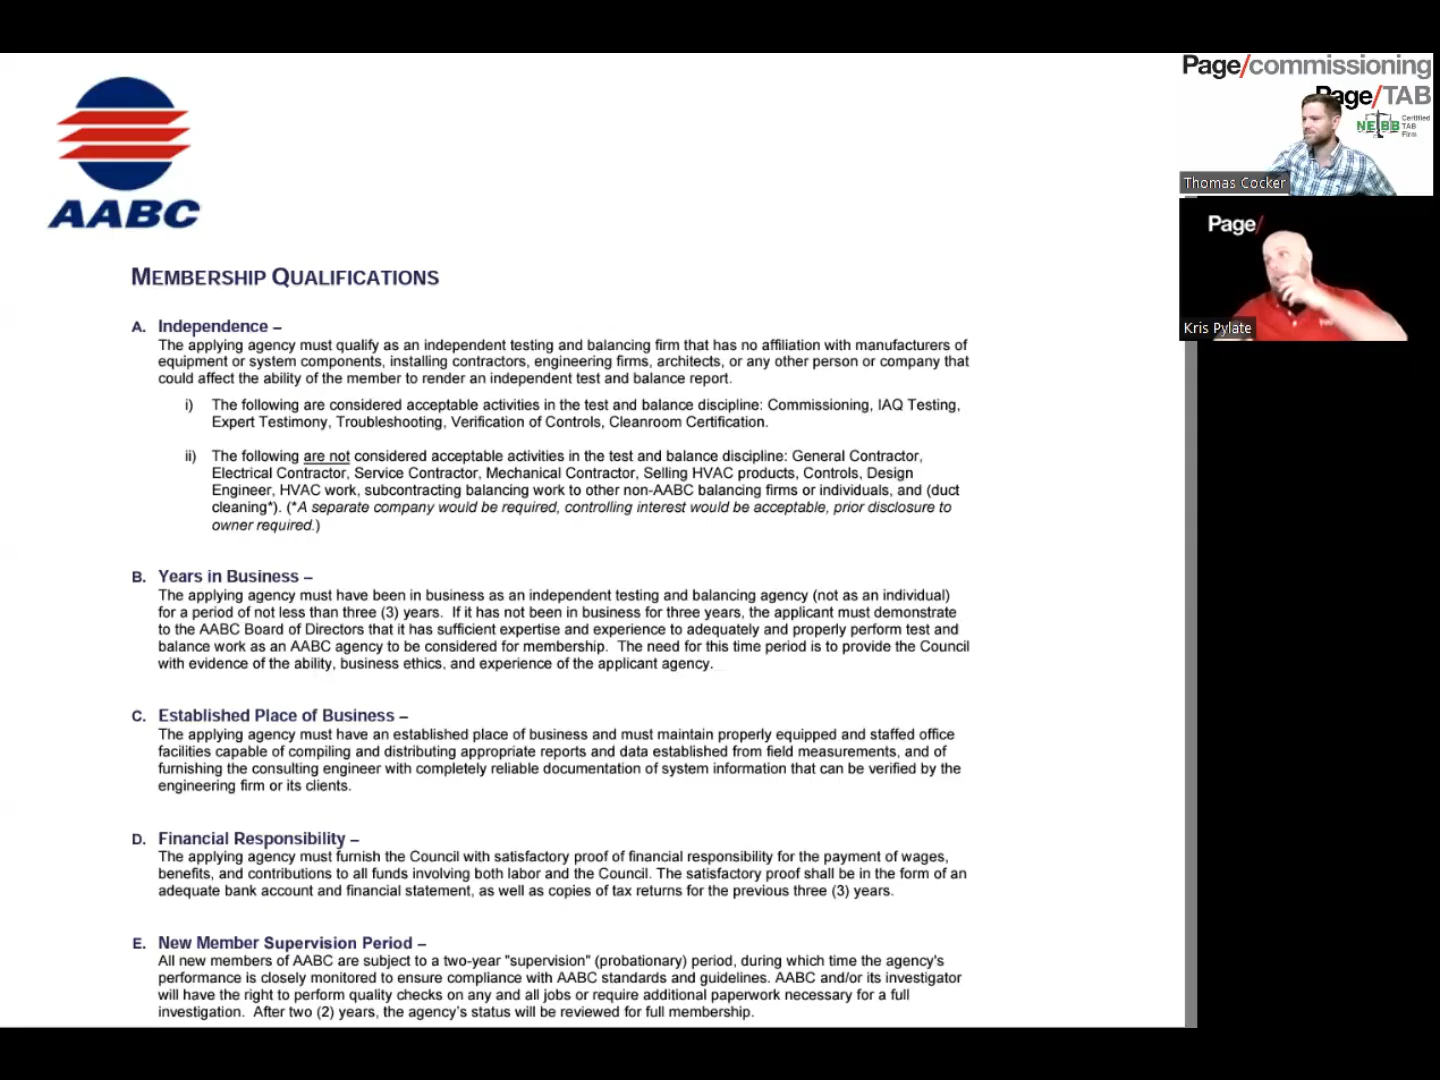 AABC
MEMBERSHIP QUALIFICATIONS
A. Independence –
The applying agency must qualify as an independent testing and balancing firm that has no affiliation with manufacturers of
equipment or system components, installing contractors, engineering firms, architects, or any other person or company that
could affect the ability of the member to render an independent test and balance report.
i) The following are considered acceptable activities in the test and balance discipline: Commissioning, IAQ Testing,
Expert Testimony, Troubleshooting, Verification of Controls, Cleanroom Certification.
ii) The following are not considered acceptable activities in the test and balance discipline: General Contractor,
Electrical Contractor, Service Contractor, Mechanical Contractor, Selling HVAC products, Controls, Design
Engineer, HVAC work, subcontracting balancing work to other non-AABC balancing firms or individuals, and (duct
cleaning*). (*A separate company would be required, controlling interest would be acceptable, prior disclosure to
owner required.)
B. Years in Business –
The applying agency must have been in business as an independent testing and balancing agency (not as an individual)
for a period of not less than three (3) years. If it has not been in business for three years, the applicant must demonstrate
to the AABC Board of Directors that it has sufficient expertise and experience to adequately and properly perform test and
balance work as an AABC agency to be considered for membership. The need for this time period is to provide the Council
with evidence of the ability, business ethics, and experience of the applicant agency.
C. Established Place of Business –
The applying agency must have an established place of business and must maintain properly equipped and staffed office
facilities capable of compiling and distributing appropriate reports and data established from field measurements, and of
furnishing the consulting engineer with completely reliable documentation of system information that can be verified by the
engineering firm or its clients.
D. Financial Responsibility –
The applying agency must furnish the Council with satisfactory proof of financial responsibility for the payment of wages,
benefits, and contributions to all funds involving both labor and the Council. The satisfactory proof shall be in the form of an
adequate bank account and financial statement, as well as copies of tax returns for the previous three (3) years.
E. New Member Supervision Period –
All new members of AABC are subject to a two-year "supervision" (probationary) period, during which time the agency's
performance is closely monitored to ensure compliance with AABC standards and guidelines. AABC and/or its investigator
will have the right to perform quality checks on any and all jobs or require additional paperwork necessary for a full
investigation. After two (2) years, the agency's status will be reviewed for full membership.
Page/commissioning
Page/TAB
NEBB Certified
TAB
Firm
Thomas Cocker
Page/
Kris Pylate